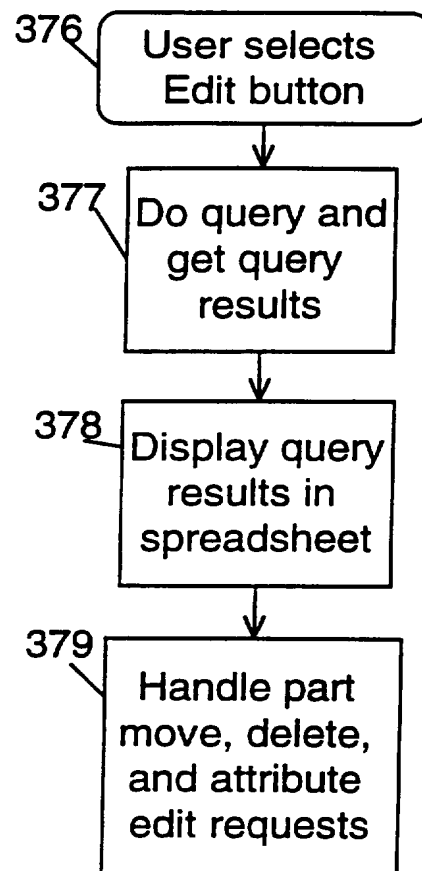 376
User selects
Edit button
377
Do query and
get query
results
378
Display query
results in
spreadsheet
379
Handle part
move, delete,
and attribute
edit requests